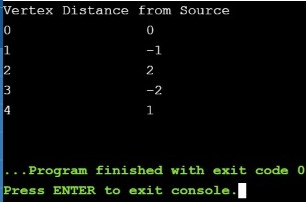 Vertex Distance from Source
0 0
1 -1
2 2
3 -2
4 1
...Program finished with exit code 0
Press ENTER to exit console.